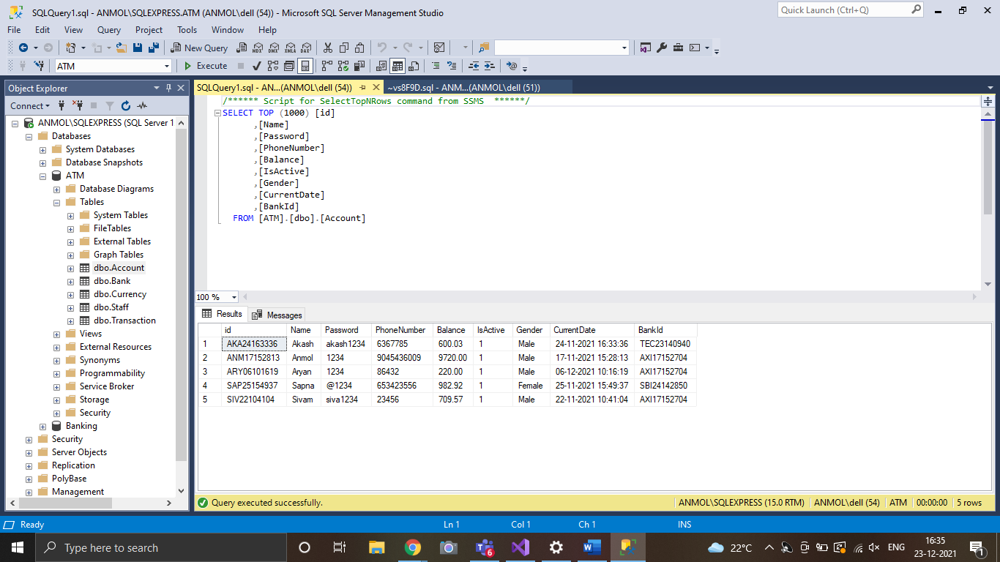 SQLQuery1.sql - ANMOL\SQLEXPRESS.ATM (ANMOL\dell (54)) - Microsoft SQL Server Management Studio
Quick Launch (Ctrl+Q)
File Edit View Query Project Tools Window Help
New Query MDX DMX XMLA DAX
ATM Execute
Object Explorer
SQLQuery1.sql - AN...(ANMOL\dell (54)) ~vs8F9D.sql - ANM...(ANMOL\dell (51))
Connect
ANMOL\SQLEXPRESS (SQL Server 1
Databases
System Databases
Database Snapshots
ATM
Database Diagrams
Tables
System Tables
FileTables
External Tables
Graph Tables
dbo.Account
dbo.Bank
dbo.Currency
dbo.Staff
dbo.Transaction
Views
External Resources
Synonyms
Programmability
Service Broker
Storage
Security
Banking
Security
Server Objects
Replication
PolyBase
Management
/****** Script for SelectTopNRows command from SSMS  ******/
SELECT TOP (1000) [id]
,[Name]
,[Password]
,[PhoneNumber]
,[Balance]
,[IsActive]
,[Gender]
,[CurrentDate]
,[BankId]
FROM [ATM].[dbo].[Account]
100 %
Results Messages
id Name Password PhoneNumber Balance IsActive Gender CurrentDate BankId
1 AKA24163336 Akash akash1234 6367785 600.03 1 Male 24-11-2021 16:33:36 TEC23140940
2 ANM17152813 Anmol 1234 9045436009 9720.00 1 Male 17-11-2021 15:28:13 AXI17152704
3 ARY06101619 Aryan 1234 86432 220.00 1 Male 06-12-2021 10:16:19 AXI17152704
4 SAP25154937 Sapna @1234 653423556 982.92 1 Female 25-11-2021 15:49:37 SBI24142850
5 SIV22104104 Sivam siva1234 23456 709.57 1 Male 22-11-2021 10:41:04 AXI17152704
Query executed successfully. ANMOL\SQLEXPRESS (15.0 RTM) ANMOL\dell (54) ATM 00:00:00 5 rows
Ready Ln 1 Col 1 Ch 1 INS
Type here to search 6 22°C ENG 16:35
23-12-2021 1